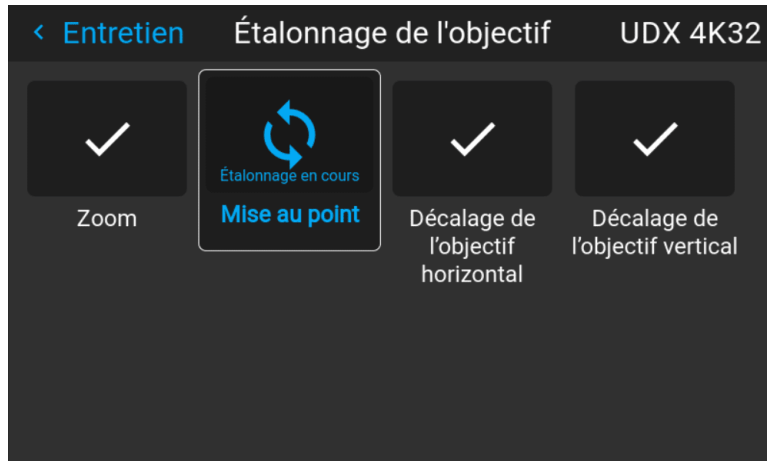 Entretien Étalonnage de l'objectif UDX 4K32
Étalonnage en cours
Zoom
Mise au point
Décalage de
l’objectif
horizontal
Décalage de
l’objectif vertical